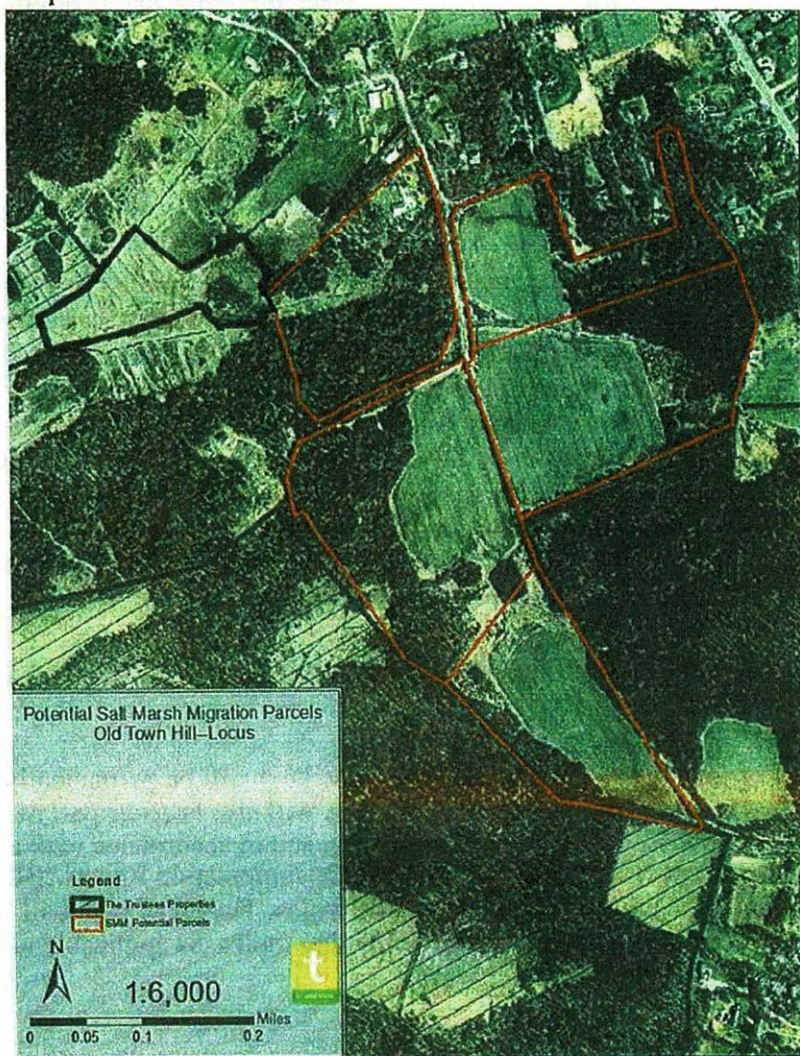 Potential Salt Marsh Migration Parcels
Old Town Hill–Locus
Legend
The Trustees Properties
SMM Potential Parcels
N
1:6,000
t
Miles
0 0.05 0.1 0.2